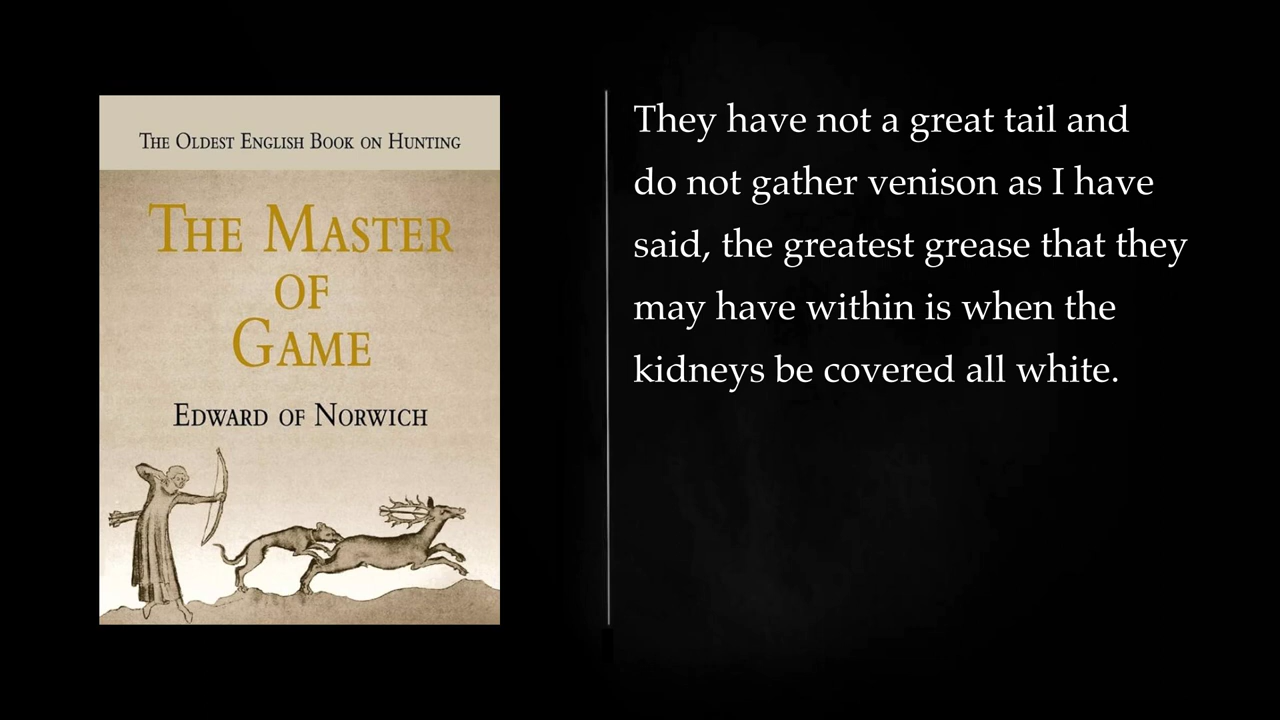 The Oldest English Book on Hunting
The Master
of
Game
Edward of Norwich
They have not a great tail and
do not gather venison as I have
said, the greatest grease that they
may have within is when the
kidneys be covered all white.